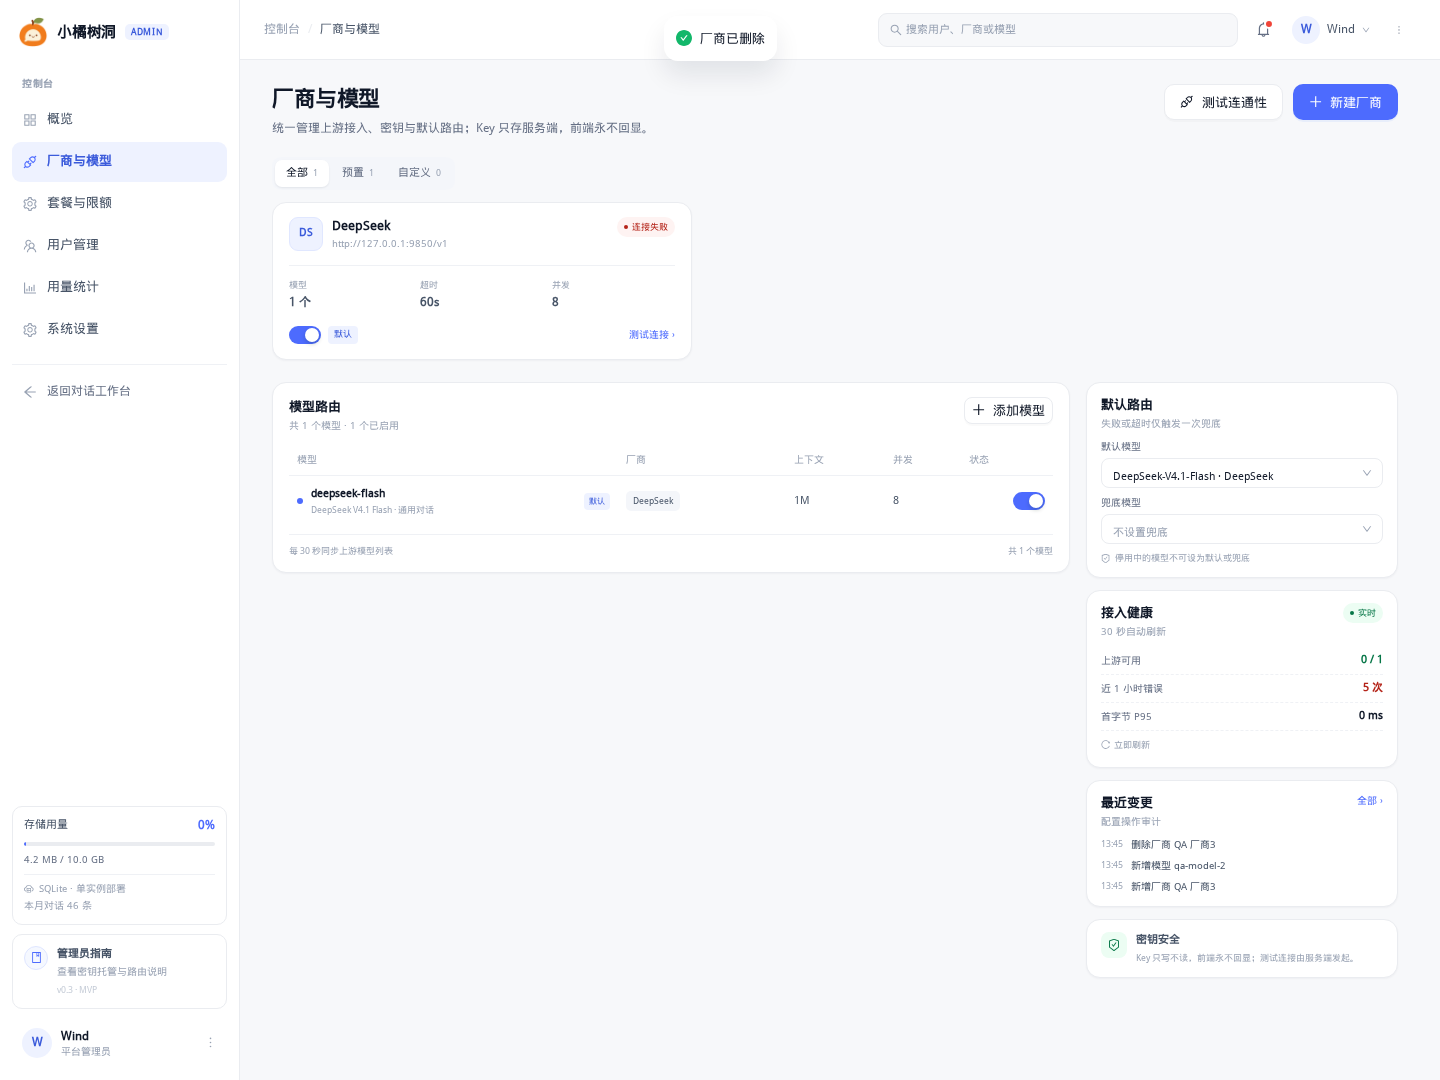 小橘树洞 ADMIN
控制台
概览
厂商与模型
套餐与限额
用户管理
用量统计
系统设置
返回对话工作台
存储用量 0%
4.2 MB / 10.0 GB
SQLite · 单实例部署
本月对话 46 条
管理员指南
查看密钥托管与路由说明
v0.3 · MVP
W Wind
平台管理员
控制台 / 厂商与模型
厂商已删除
搜索用户、厂商或模型
W Wind
厂商与模型
统一管理上游接入、密钥与默认路由；Key 只存服务端，前端永不回显。
测试连通性
新建厂商
全部 1 预置 1 自定义 0
DS DeepSeek 连接失败
http://127.0.0.1:9850/v1
模型 超时 并发
1 个 60s 8
默认 测试连接 ›
模型路由
共 1 个模型 · 1 个已启用
添加模型
模型 厂商 上下文 并发 状态
deepseek-flash 默认 DeepSeek 1M 8
DeepSeek V4.1 Flash · 通用对话
每 30 秒同步上游模型列表 共 1 个模型
默认路由
失败或超时仅触发一次兜底
默认模型
DeepSeek-V4.1-Flash · DeepSeek
兜底模型
不设置兜底
停用中的模型不可设为默认或兜底
接入健康 实时
30 秒自动刷新
上游可用 0 / 1
近 1 小时错误 5 次
首字节 P95 0 ms
立即刷新
最近变更 全部 ›
配置操作审计
13:45 删除厂商 QA 厂商3
13:45 新增模型 qa-model-2
13:45 新增厂商 QA 厂商3
密钥安全
Key 只写不读，前端永不回显；测试连接由服务端发起。